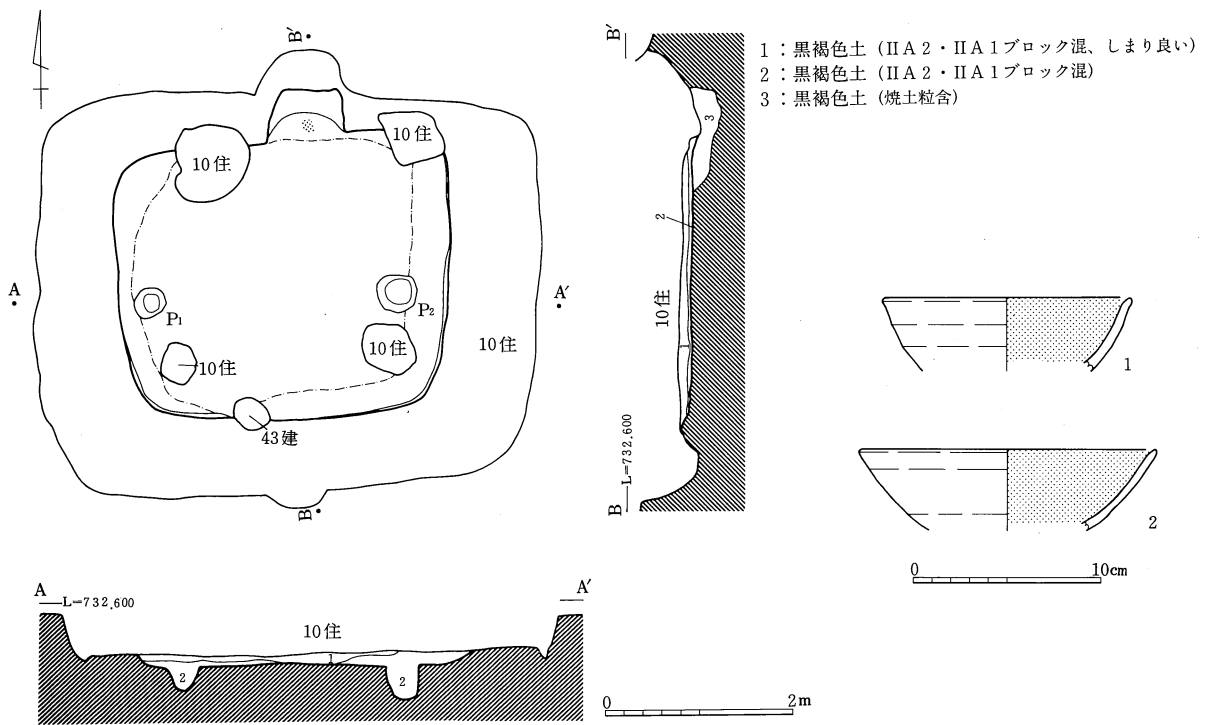 B′
10住
10住
A
A′
P1
P2
10住
10住
10住
43建
B
B′
3
2
10住
L=732.600
B
1：黒褐色土（ⅡA2・ⅡA1ブロック混、しまり良い）
2：黒褐色土（ⅡA2・ⅡA1ブロック混）
3：黒褐色土（焼土粒含）
1
2
0 10cm
A
L=732.600
A′
10住
1
2
2
0 2m